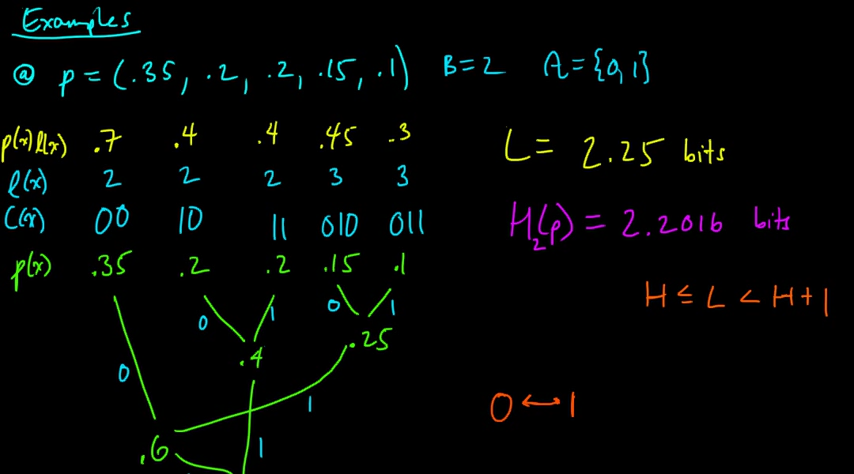 Examples
ⓐ p = (.35, .2, .2, .15, .1) B=2 A={0,1}
p(x)ℓ(x) .7 .4 .4 .45 .3
L = 2.25 bits
ℓ(x) 2 2 2 3 3
C(x) 00 10 11 010 011
H₂(p) = 2.2016 bits
p(x) .35 .2 .2 .15 .1
H ≤ L < H+1
0 1 0 1
.4 .25
0
1
0 ↔ 1
.6 1